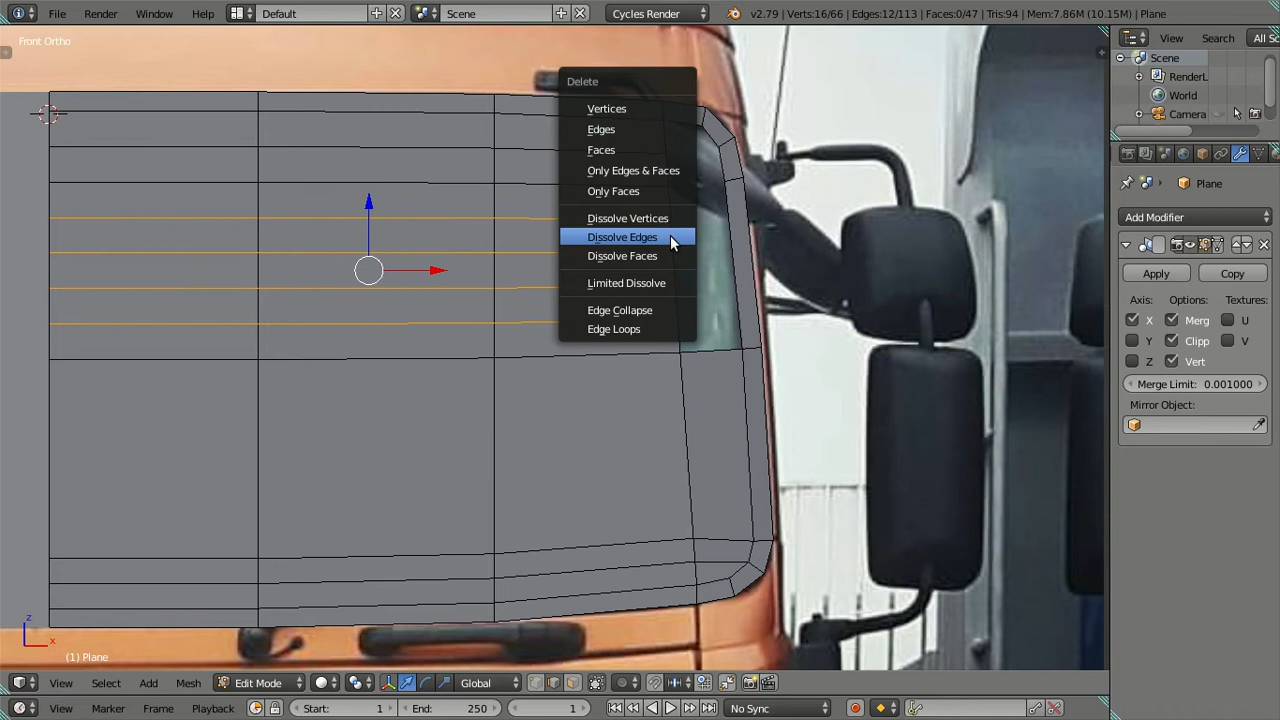 File Render Window Help Default Scene Cycles Render v2.79 | Verts:16/66 | Edges:12/113 | Faces:0/47 | Tris:94 | Mem:7.86M (10.15M) | Plane
Front Ortho
View Search All Sc
Scene
RenderL
World
Camera
Plane
Add Modifier
Apply Copy
Axis: Options: Textures:
X Merg U
Y Clipp V
Z Vert
Merge Limit: 0.001000
Mirror Object:
Delete
Vertices
Edges
Faces
Only Edges & Faces
Only Faces
Dissolve Vertices
Dissolve Edges
Dissolve Faces
Limited Dissolve
Edge Collapse
Edge Loops
z
x
(1) Plane
View Select Add Mesh Edit Mode Global
View Marker Frame Playback Start: 1 End: 250 1 No Sync